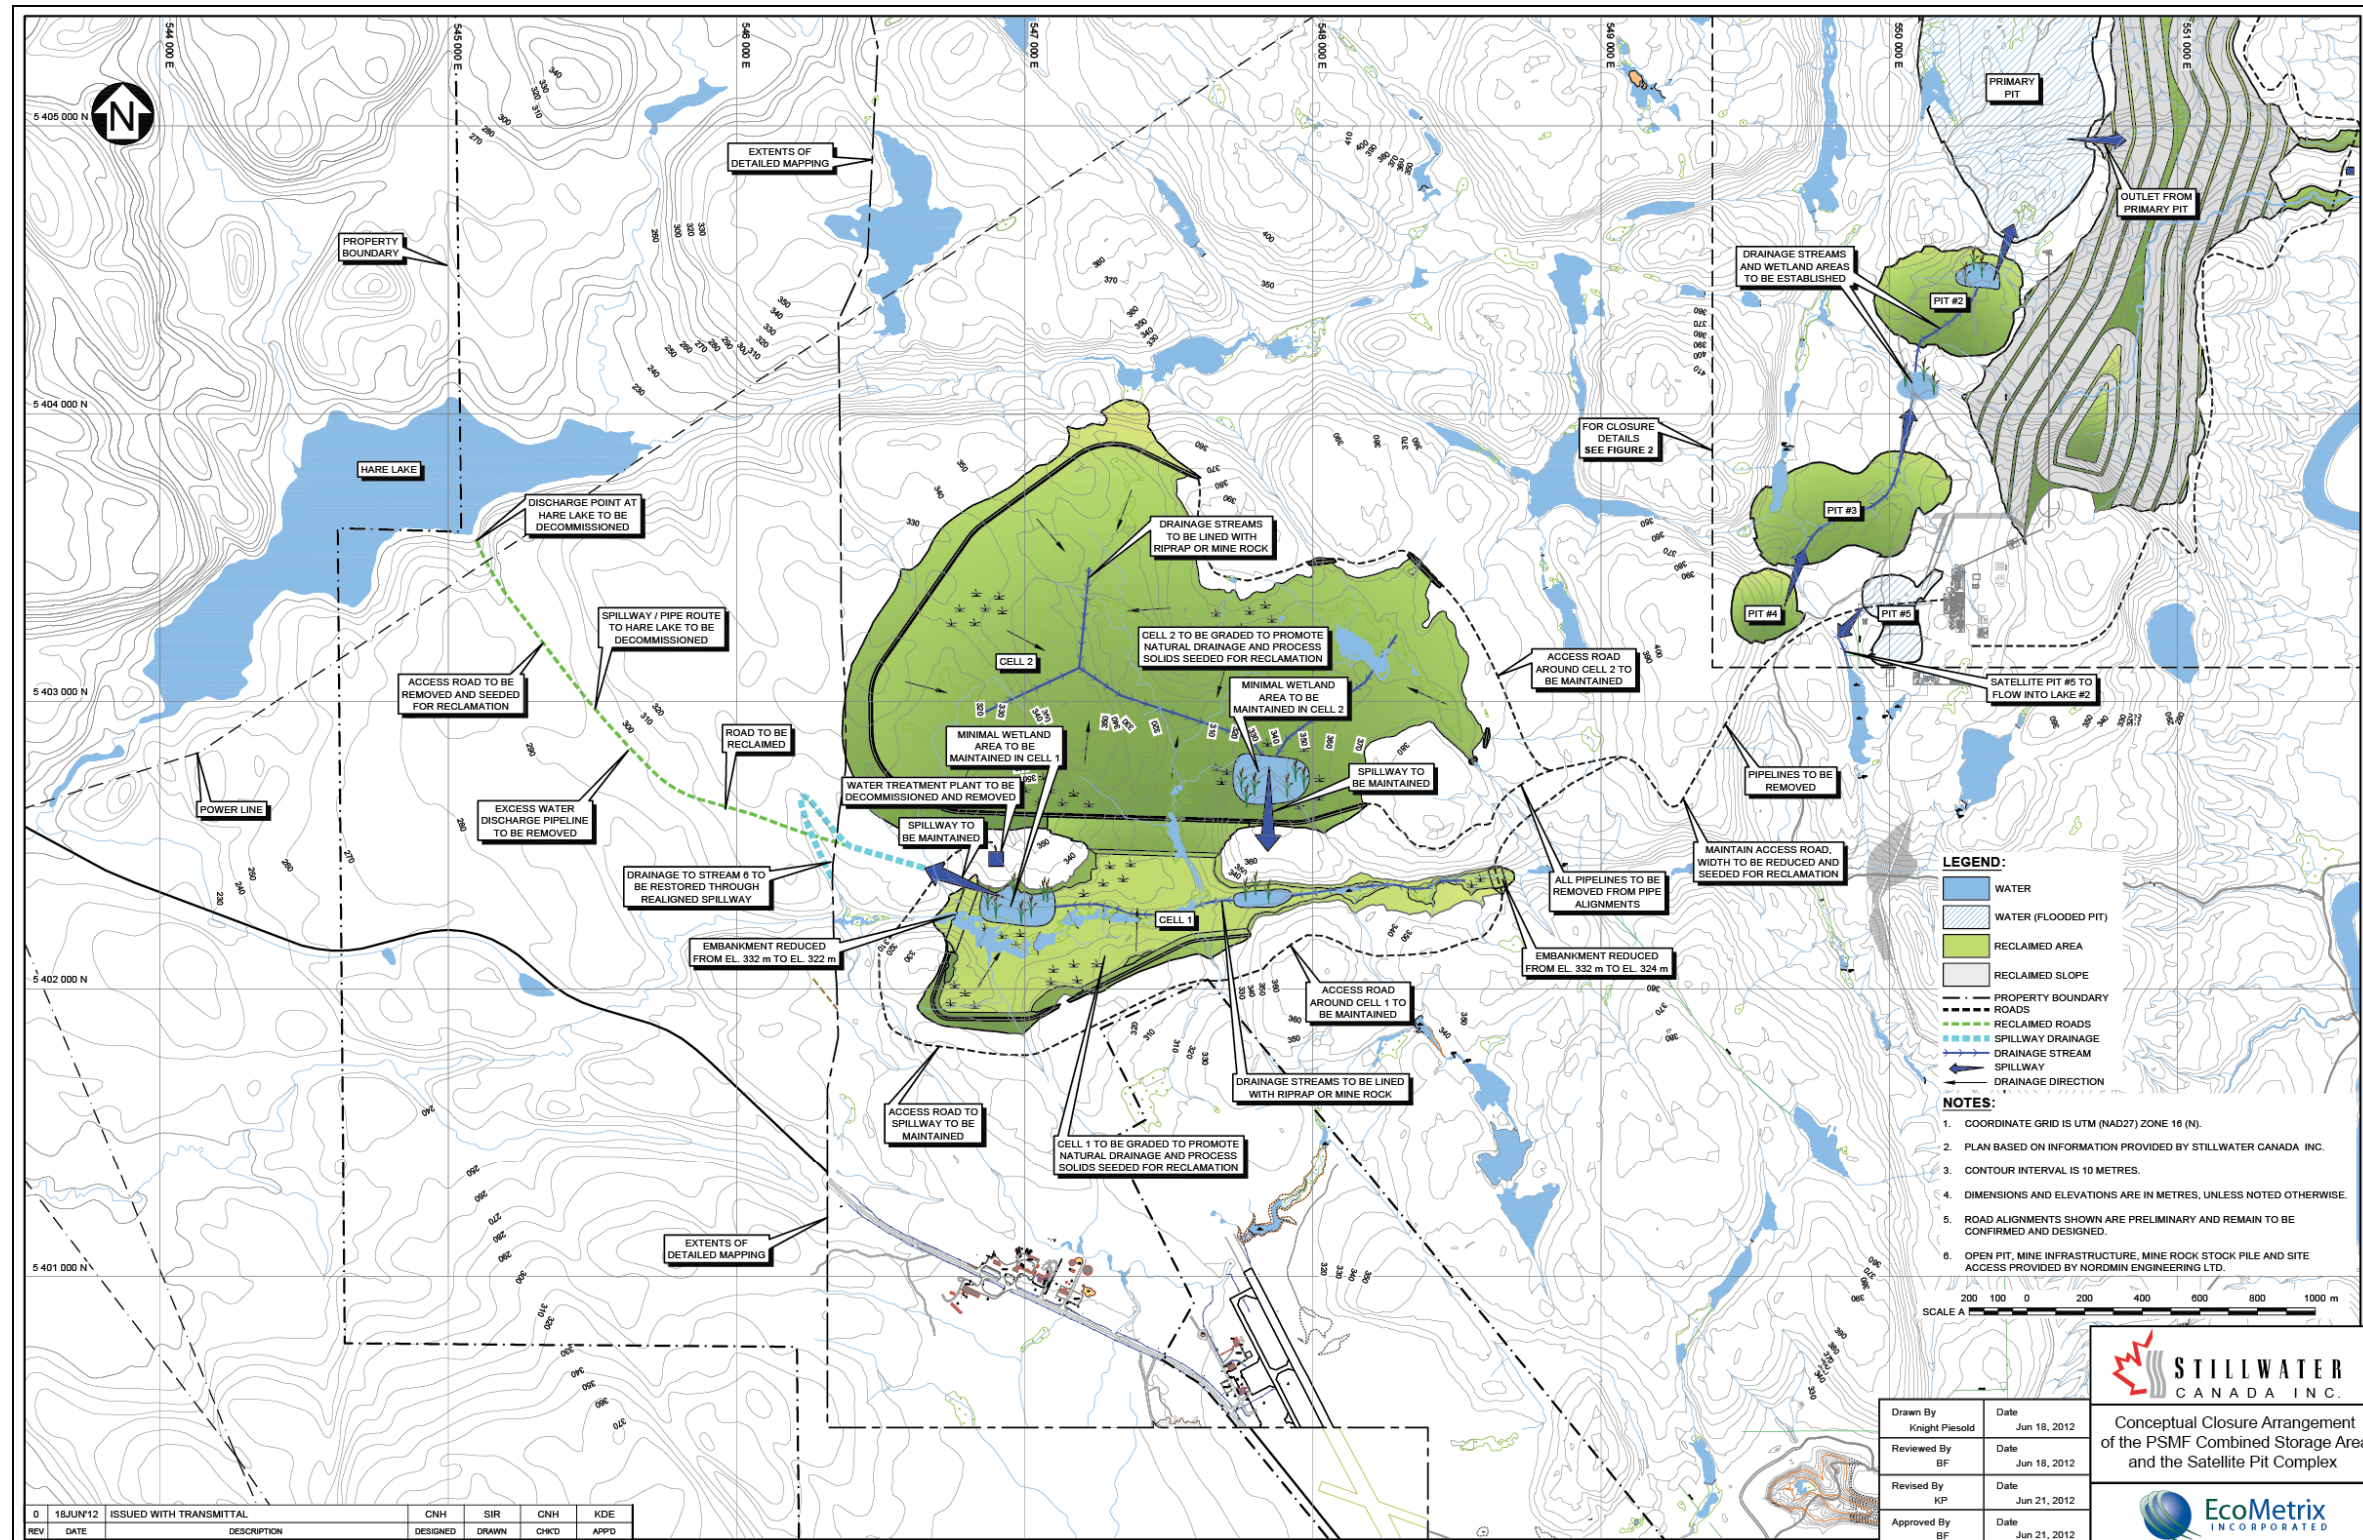 544 000 E
545 000 E
546 000 E
547 000 E
548 000 E
549 000 E
550 000 E
551 000 E
5 405 000 N
5 404 000 N
5 403 000 N
5 402 000 N
5 401 000 N
N
EXTENTS OF
DETAILED MAPPING
PROPERTY
BOUNDARY
PRIMARY
PIT
OUTLET FROM
PRIMARY PIT
DRAINAGE STREAMS
AND WETLAND AREAS
TO BE ESTABLISHED
PIT #2
FOR CLOSURE
DETAILS
SEE FIGURE 2
HARE LAKE
DISCHARGE POINT AT
HARE LAKE TO BE
DECOMMISSIONED
DRAINAGE STREAMS
TO BE LINED WITH
RIPRAP OR MINE ROCK
PIT #3
PIT #4
PIT #5
SPILLWAY / PIPE ROUTE
TO HARE LAKE TO BE
DECOMMISSIONED
CELL 2
CELL 2 TO BE GRADED TO PROMOTE
NATURAL DRAINAGE AND PROCESS
SOLIDS SEEDED FOR RECLAMATION
ACCESS ROAD
AROUND CELL 2 TO
BE MAINTAINED
SATELLITE PIT #5 TO
FLOW INTO LAKE #2
ACCESS ROAD TO BE
REMOVED AND SEEDED
FOR RECLAMATION
MINIMAL WETLAND
AREA TO BE
MAINTAINED IN CELL 2
ROAD TO BE
RECLAIMED
MINIMAL WETLAND
AREA TO BE
MAINTAINED IN CELL 1
WATER TREATMENT PLANT TO BE
DECOMMISSIONED AND REMOVED
SPILLWAY TO
BE MAINTAINED
PIPELINES TO BE
REMOVED
POWER LINE
EXCESS WATER
DISCHARGE PIPELINE
TO BE REMOVED
SPILLWAY TO
BE MAINTAINED
DRAINAGE TO STREAM 6 TO
BE RESTORED THROUGH
REALIGNED SPILLWAY
ALL PIPELINES TO BE
REMOVED FROM PIPE
ALIGNMENTS
MAINTAIN ACCESS ROAD,
WIDTH TO BE REDUCED AND
SEEDED FOR RECLAMATION
CELL 1
EMBANKMENT REDUCED
FROM EL. 332 m TO EL. 322 m
EMBANKMENT REDUCED
FROM EL. 332 m TO EL. 324 m
ACCESS ROAD
AROUND CELL 1 TO
BE MAINTAINED
DRAINAGE STREAMS TO BE LINED
WITH RIPRAP OR MINE ROCK
ACCESS ROAD TO
SPILLWAY TO BE
MAINTAINED
CELL 1 TO BE GRADED TO PROMOTE
NATURAL DRAINAGE AND PROCESS
SOLIDS SEEDED FOR RECLAMATION
EXTENTS OF
DETAILED MAPPING
LEGEND:
WATER
WATER (FLOODED PIT)
RECLAIMED AREA
RECLAIMED SLOPE
PROPERTY BOUNDARY
ROADS
RECLAIMED ROADS
SPILLWAY DRAINAGE
DRAINAGE STREAM
SPILLWAY
DRAINAGE DIRECTION
NOTES:
1. COORDINATE GRID IS UTM (NAD27) ZONE 16 (N).
2. PLAN BASED ON INFORMATION PROVIDED BY STILLWATER CANADA INC.
3. CONTOUR INTERVAL IS 10 METRES.
4. DIMENSIONS AND ELEVATIONS ARE IN METRES, UNLESS NOTED OTHERWISE.
5. ROAD ALIGNMENTS SHOWN ARE PRELIMINARY AND REMAIN TO BE
CONFIRMED AND DESIGNED.
6. OPEN PIT, MINE INFRASTRUCTURE, MINE ROCK STOCK PILE AND SITE
ACCESS PROVIDED BY NORDMIN ENGINEERING LTD.
200 100 0 200 400 600 800 1000 m
SCALE A
STILLWATER
CANADA INC.
Conceptual Closure Arrangement
of the PSMF Combined Storage Area
and the Satellite Pit Complex
EcoMetrix
INCORPORATED
Drawn By Date
Knight Piesold Jun 18, 2012
Reviewed By Date
BF Jun 18, 2012
Revised By Date
KP Jun 21, 2012
Approved By Date
BF Jun 21, 2012
0 18JUN'12 ISSUED WITH TRANSMITTAL CNH SIR CNH KDE
REV DATE DESCRIPTION DESIGNED DRAWN CHK'D APP'D